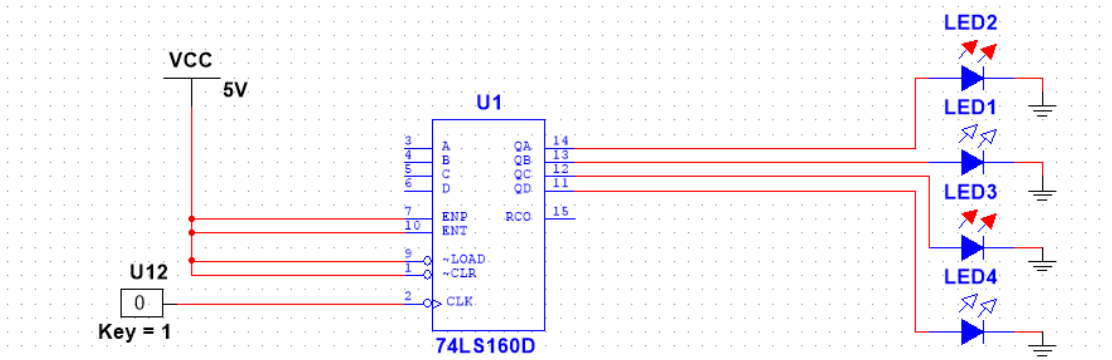 VCC
5V
U1
LED2
LED1
LED3
LED4
3 A QA 14
4 B QB 13
5 C QC 12
6 D QD 11
7 ENP RCO 15
10 ENT
9 ~LOAD
1 ~CLR
2 CLK
U12
0
Key = 1
74LS160D